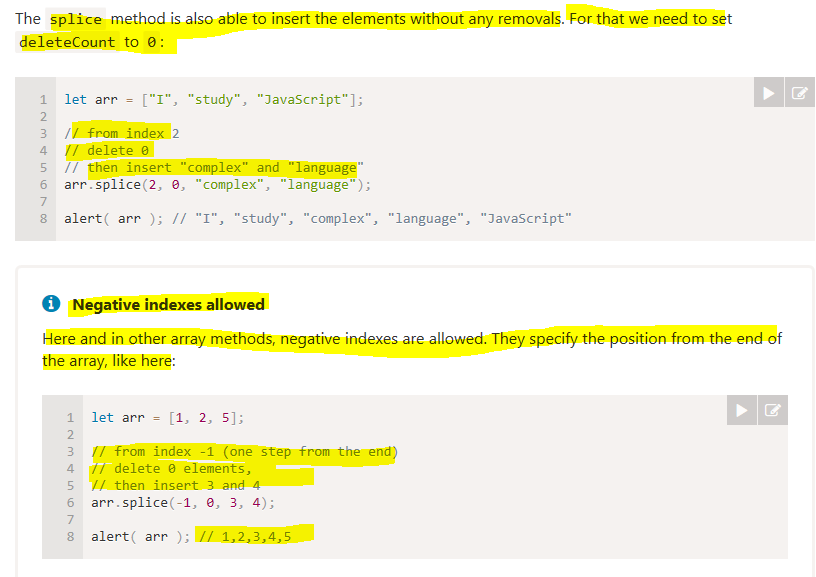 The splice method is also able to insert the elements without any removals. For that we need to set
deleteCount to 0:
1 let arr = ["I", "study", "JavaScript"];
2
3 // from index 2
4 // delete 0
5 // then insert "complex" and "language"
6 arr.splice(2, 0, "complex", "language");
7
8 alert( arr ); // "I", "study", "complex", "language", "JavaScript"
Negative indexes allowed
Here and in other array methods, negative indexes are allowed. They specify the position from the end of
the array, like here:
1 let arr = [1, 2, 5];
2
3 // from index -1 (one step from the end)
4 // delete 0 elements,
5 // then insert 3 and 4
6 arr.splice(-1, 0, 3, 4);
7
8 alert( arr ); // 1,2,3,4,5